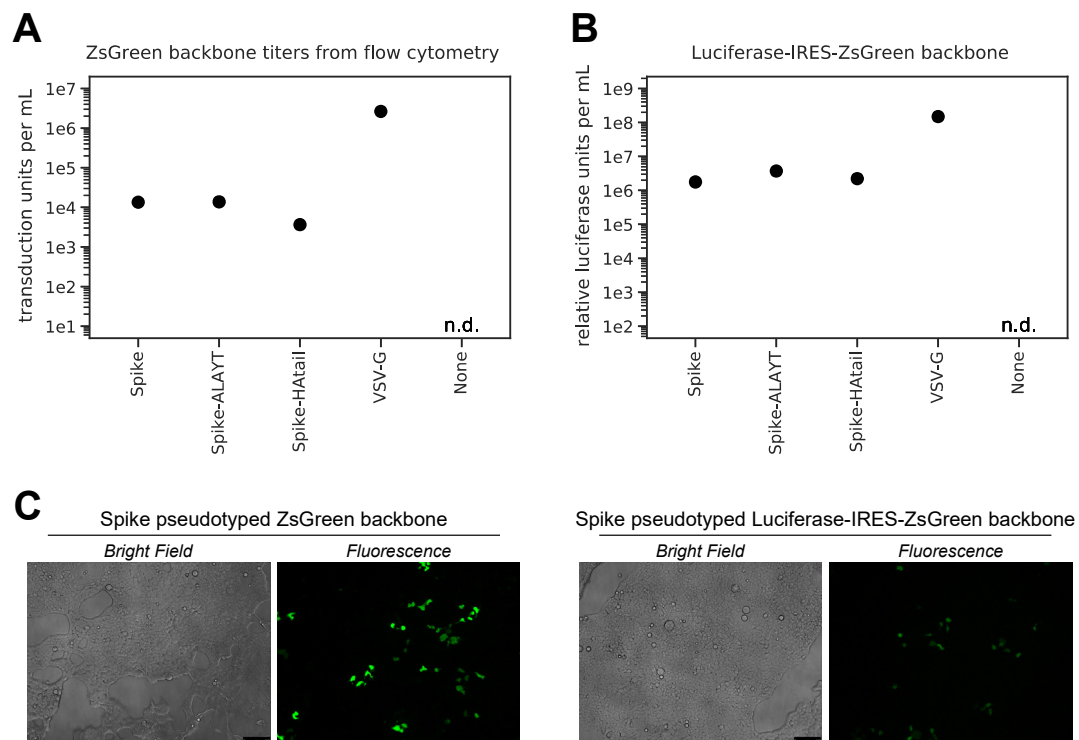 A
ZsGreen backbone titers from flow cytometry
transduction units per mL
1e7
1e6
1e5
1e4
1e3
1e2
1e1
n.d.
Spike
Spike-ALAYT
Spike-HAtail
VSV-G
None
B
Luciferase-IRES-ZsGreen backbone
relative luciferase units per mL
1e9
1e8
1e7
1e6
1e5
1e4
1e3
1e2
n.d.
Spike
Spike-ALAYT
Spike-HAtail
VSV-G
None
C
Spike pseudotyped ZsGreen backbone
Bright Field
Fluorescence
Spike pseudotyped Luciferase-IRES-ZsGreen backbone
Bright Field
Fluorescence